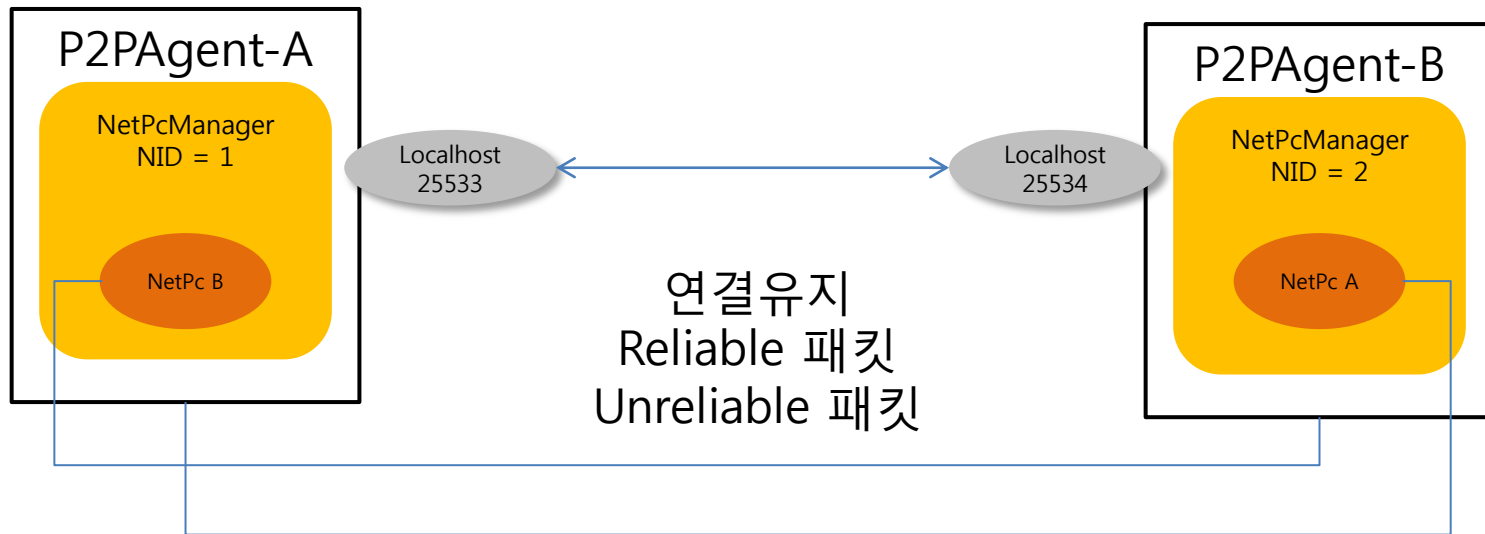 P2PAgent-A
NetPcManager
NID = 1
NetPc B
Localhost
25533
연결유지
Reliable 패킷
Unreliable 패킷
Localhost
25534
P2PAgent-B
NetPcManager
NID = 2
NetPc A